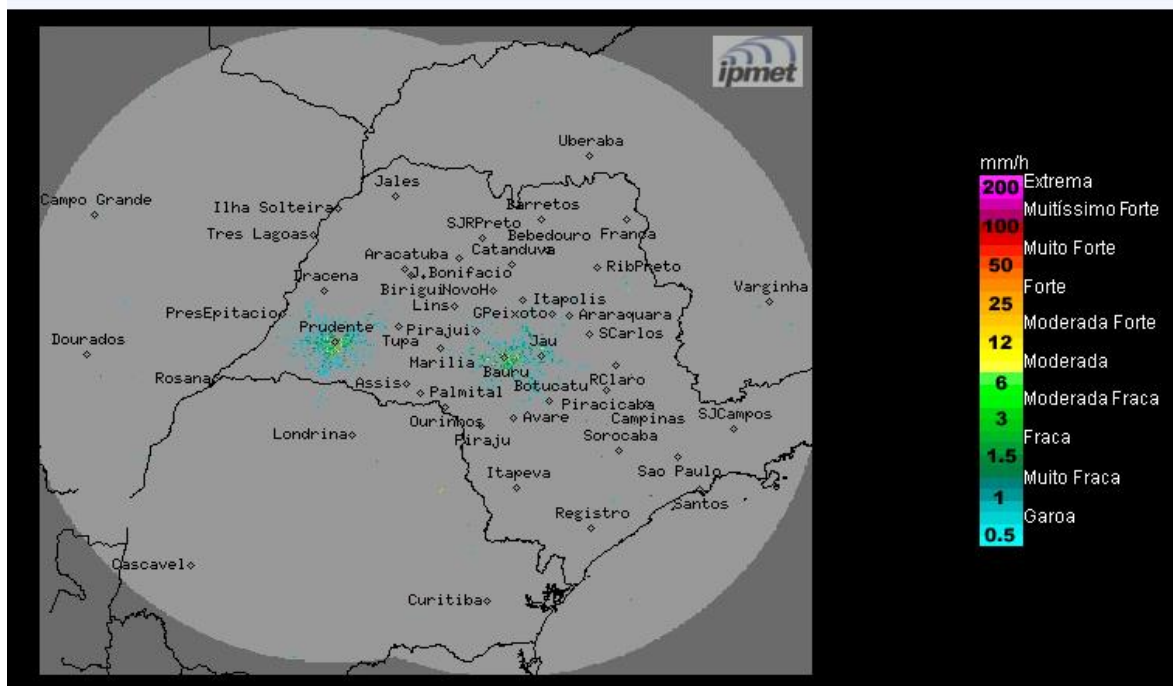 ipmet
Uberaba
Jales
Campo Grande
Ilha Solteira
Barretos
SJRPreto
Tres Lagoas
Bebedouro
Franca
Catanduva
Aracatuba
J.Bonifacio
RibPreto
Dracena
Birigui
NovoH
Varginha
Itapolis
Lins
PresEpitacio
GPeixoto
Araraquara
Prudente
Pirajui
Dourados
Tupa
SCarlos
Jau
Marilia
Bauru
Rosana
Assis
Botucatu
RClaro
Palmital
Piracicaba
SJCampos
Ourinhos
Avare
Campinas
Londrina
Piraju
Sorocaba
Itapeva
Sao Paulo
Santos
Registro
Cascavel
Curitiba
mm/h
200 Extrema
Muitíssimo Forte
100
Muito Forte
50
Forte
25
Moderada Forte
12
Moderada
6
Moderada Fraca
3
Fraca
1.5
Muito Fraca
1
Garoa
0.5